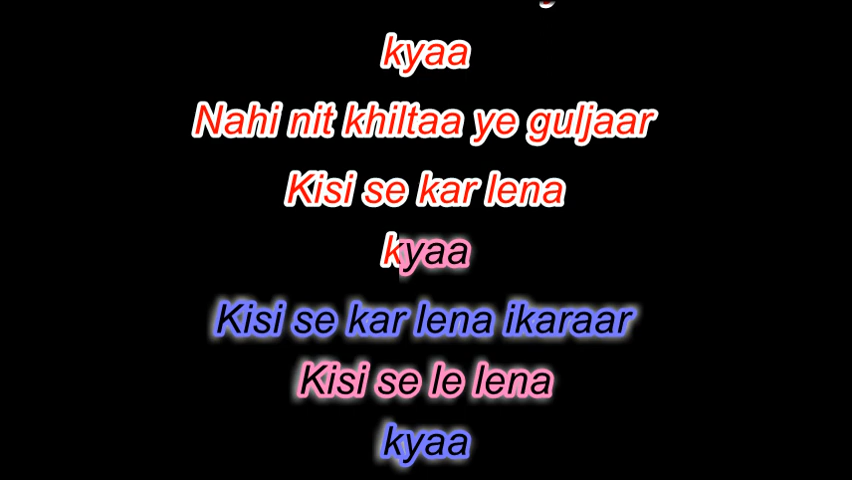 kyaa
Nahi nit khiltaa ye guljaar
Kisi se kar lena
kyaa
Kisi se kar lena ikaraar
Kisi se le lena
kyaa